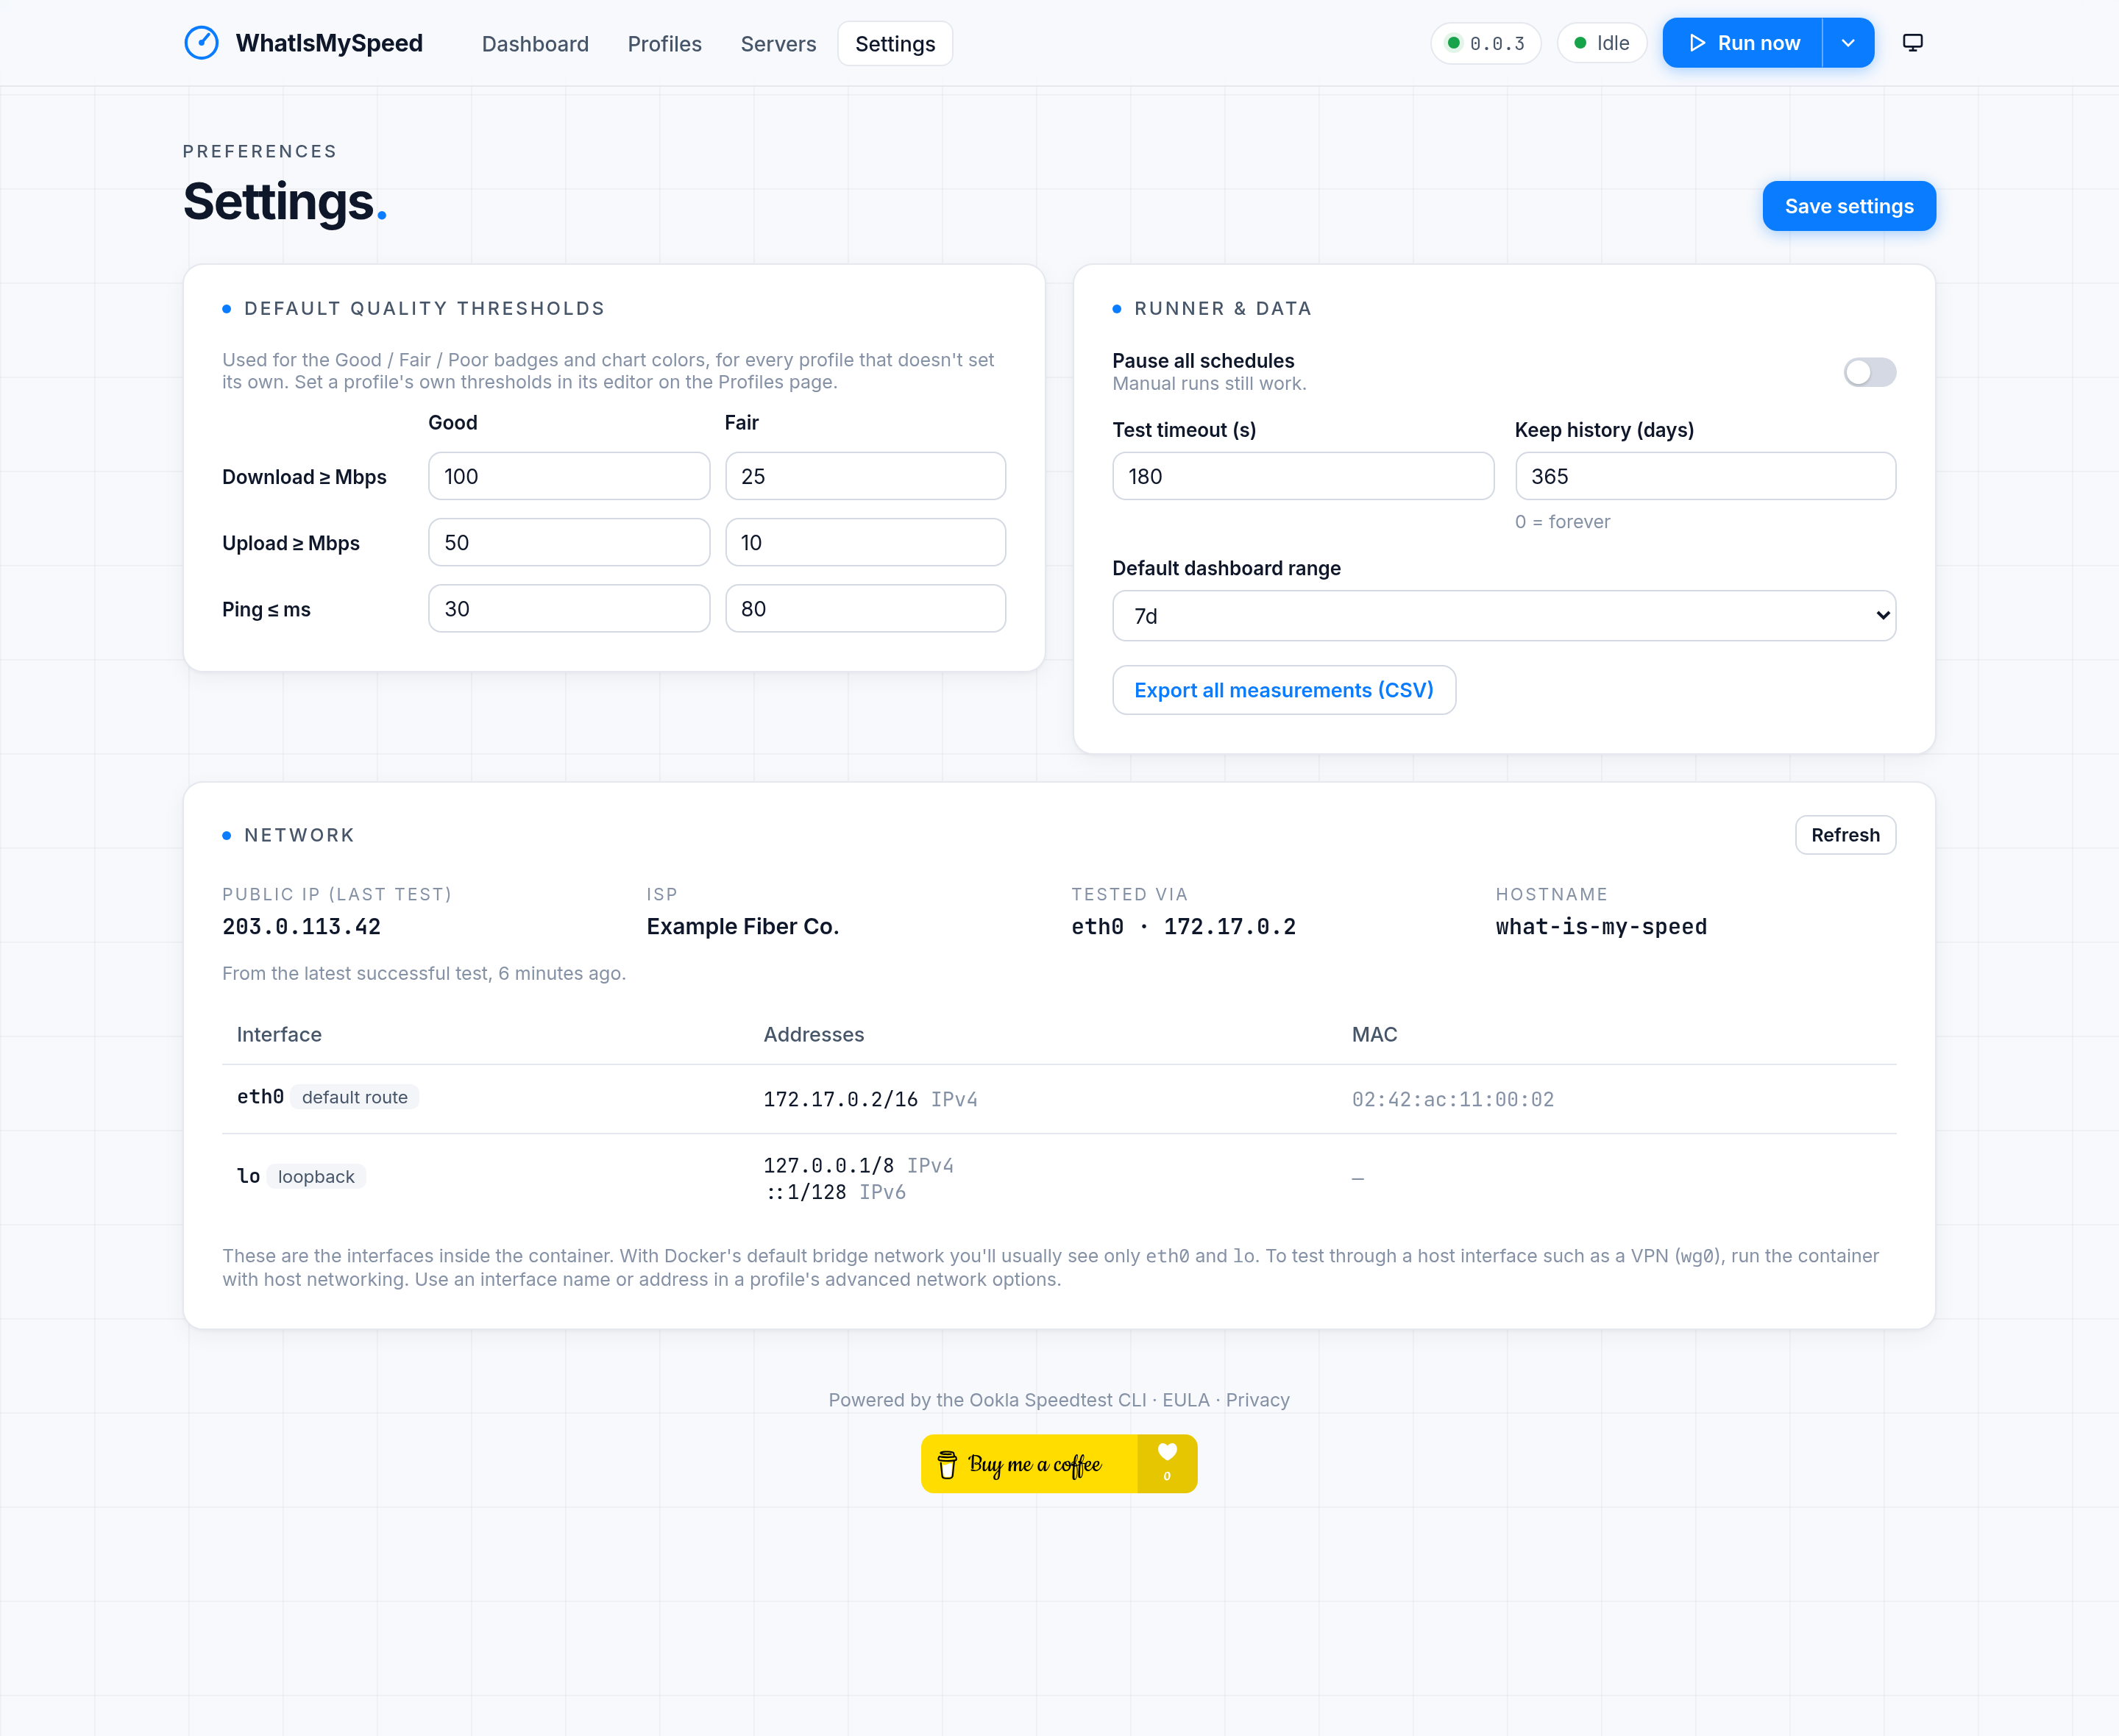 WhatIsMySpeed
Dashboard
Profiles
Servers
Settings
0.0.3
Idle
Run now
PREFERENCES
Settings.
Save settings
DEFAULT QUALITY THRESHOLDS
Used for the Good / Fair / Poor badges and chart colors, for every profile that doesn't set
its own. Set a profile's own thresholds in its editor on the Profiles page.
Good Fair
Download ≥ Mbps 100 25
Upload ≥ Mbps 50 10
Ping ≤ ms 30 80
RUNNER & DATA
Pause all schedules
Manual runs still work.
Test timeout (s) Keep history (days)
180 365
0 = forever
Default dashboard range
7d
Export all measurements (CSV)
NETWORK
Refresh
PUBLIC IP (LAST TEST) ISP TESTED VIA HOSTNAME
203.0.113.42 Example Fiber Co. eth0 · 172.17.0.2 what-is-my-speed
From the latest successful test, 6 minutes ago.
Interface Addresses MAC
eth0 default route 172.17.0.2/16 IPv4 02:42:ac:11:00:02
lo loopback 127.0.0.1/8 IPv4 —
::1/128 IPv6
These are the interfaces inside the container. With Docker's default bridge network you'll usually see only eth0 and lo. To test through a host interface such as a VPN (wg0), run the container
with host networking. Use an interface name or address in a profile's advanced network options.
Powered by the Ookla Speedtest CLI · EULA · Privacy
Buy me a coffee
0